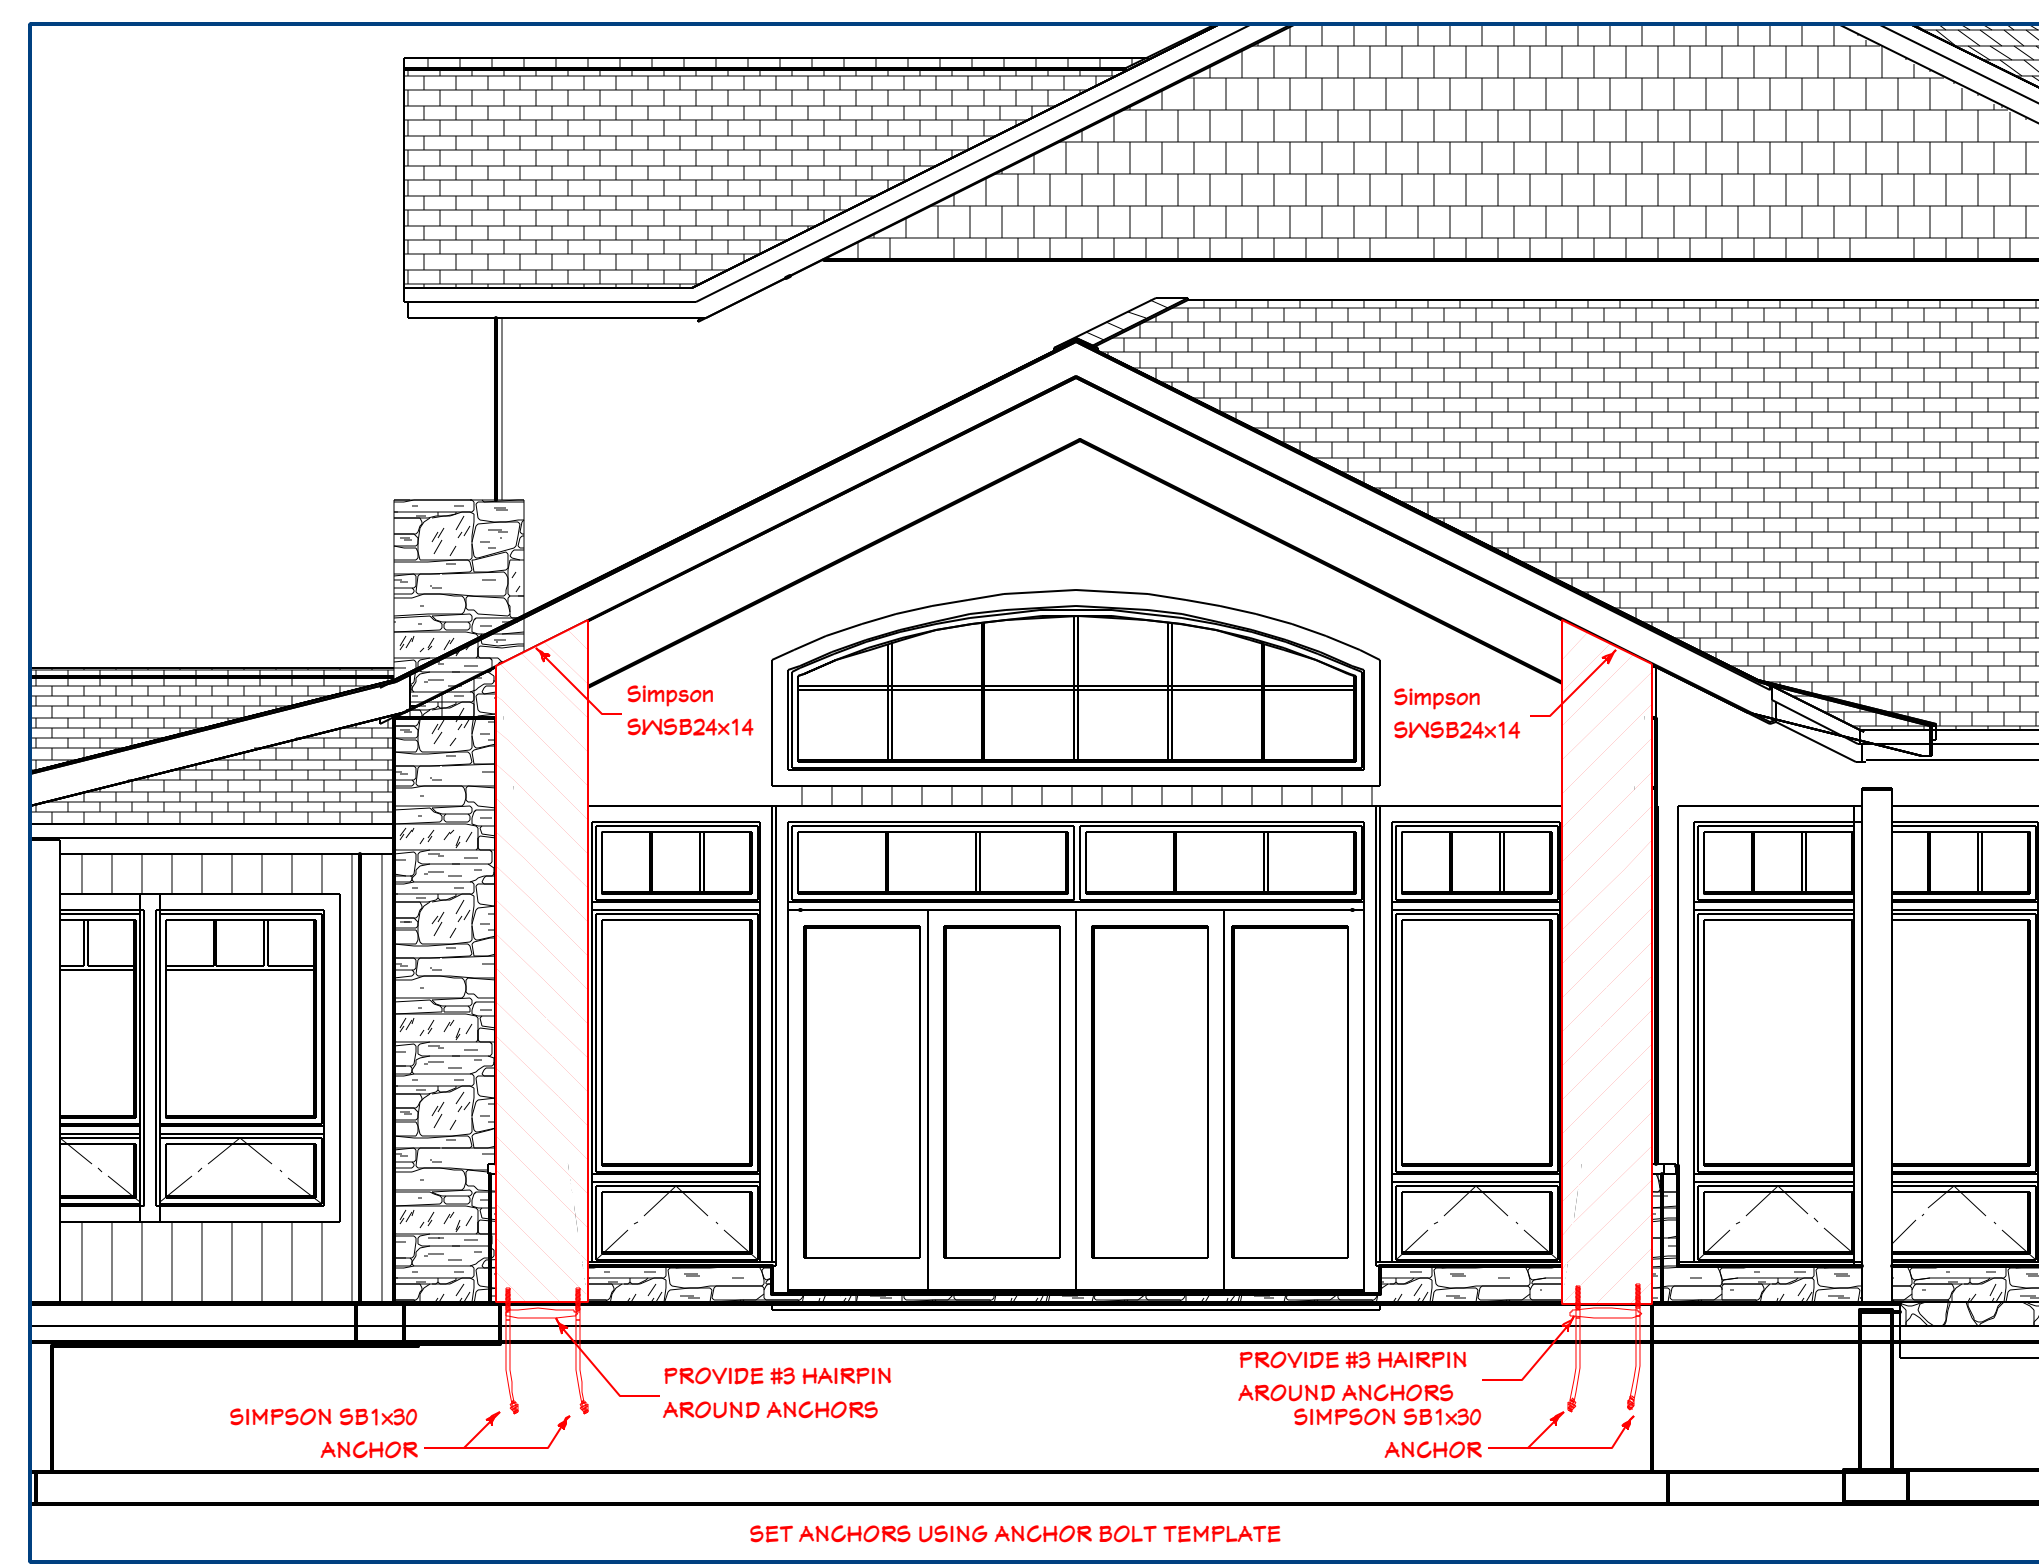 Simpson
SWSB24x14
Simpson
SWSB24x14
PROVIDE #3 HAIRPIN
AROUND ANCHORS
SIMPSON SB1x30
ANCHOR
PROVIDE #3 HAIRPIN
AROUND ANCHORS
SIMPSON SB1x30
ANCHOR
SET ANCHORS USING ANCHOR BOLT TEMPLATE